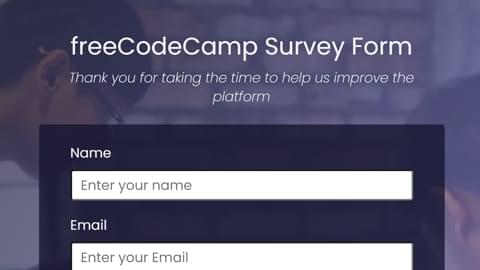 freeCodeCamp Survey Form
Thank you for taking the time to help us improve the
platform
Name
Enter your name
Email
Enter your Email